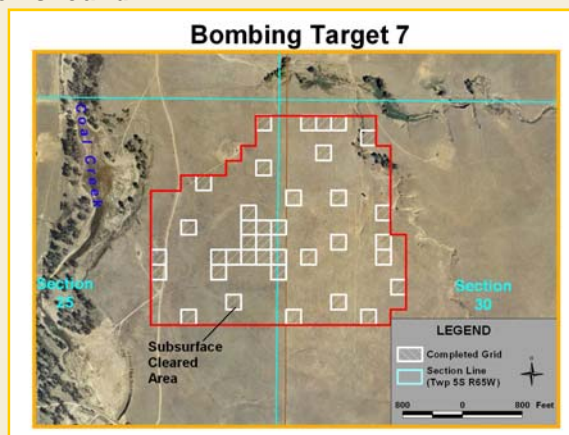 Bombing Target 7
Coal Creek
Section
25
Section
30
Subsurface
Cleared
Area
LEGEND
Completed Grid
Section Line
(Twp 5S R65W)
800 0 800 Feet